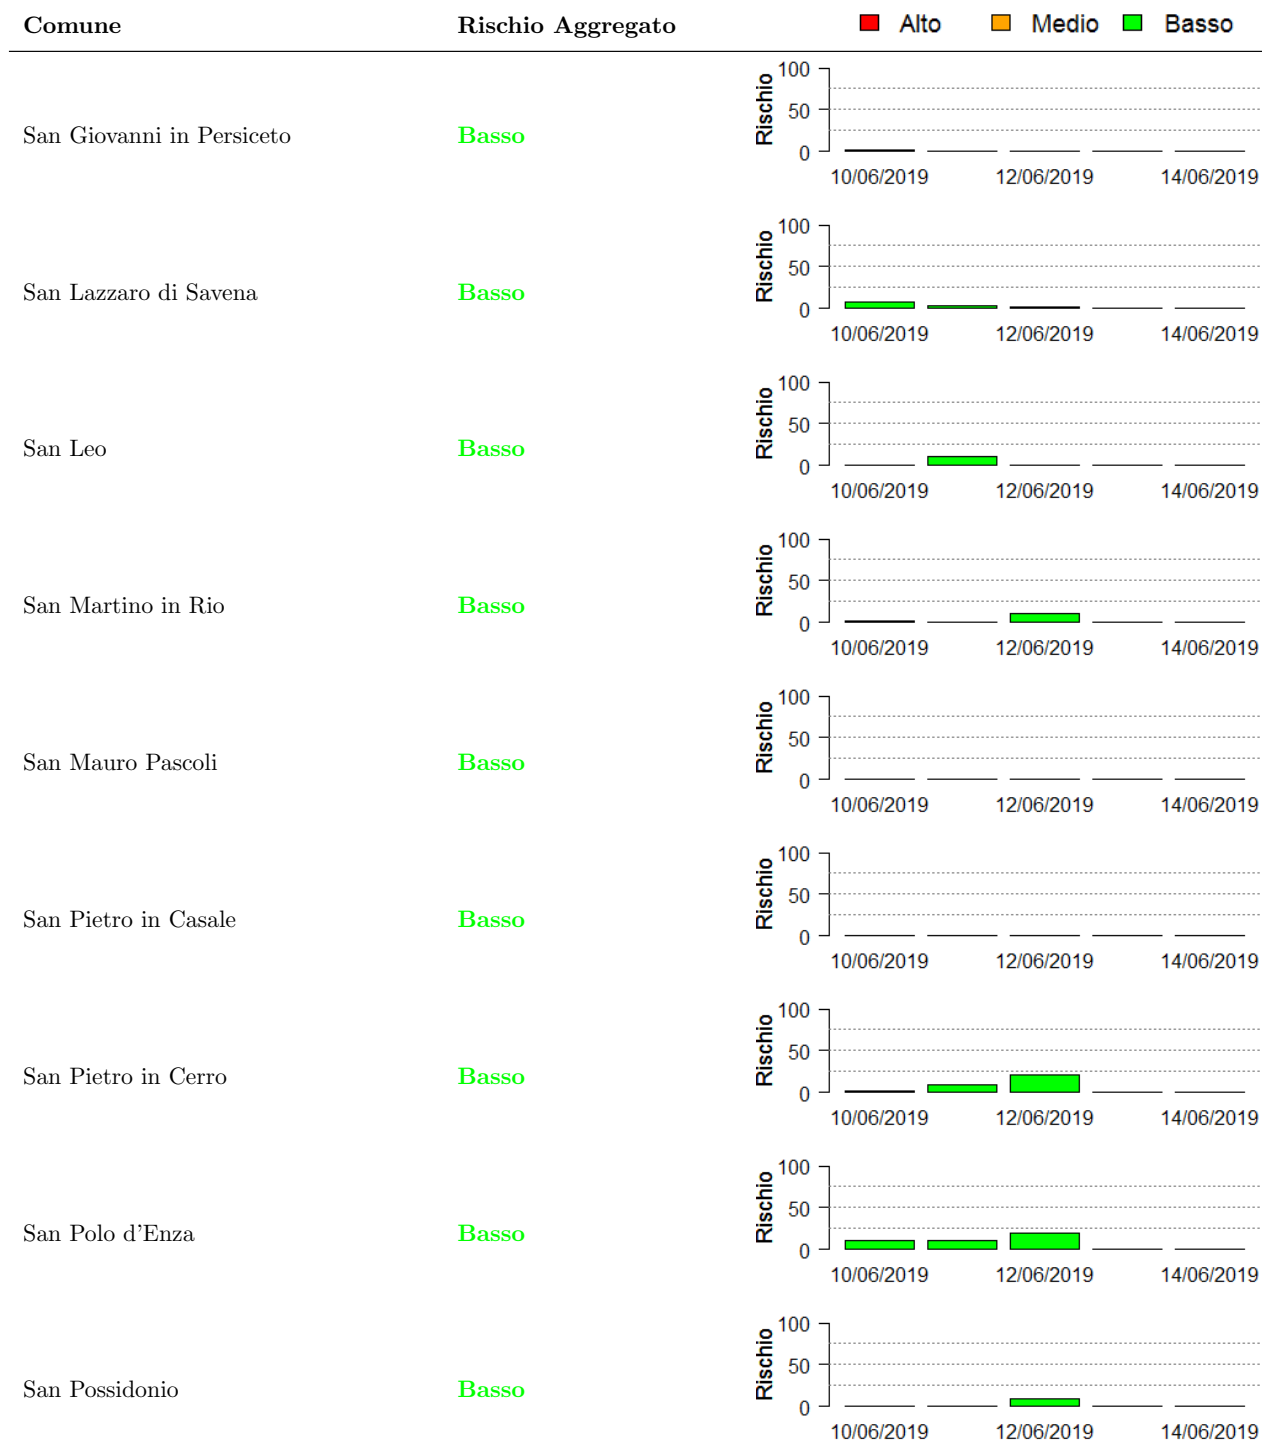 Comune Rischio Aggregato Alto Medio Basso
San Giovanni in Persiceto Basso
Rischio
100
50
0
10/06/2019 12/06/2019 14/06/2019
San Lazzaro di Savena Basso
Rischio
100
50
0
10/06/2019 12/06/2019 14/06/2019
San Leo Basso
Rischio
100
50
0
10/06/2019 12/06/2019 14/06/2019
San Martino in Rio Basso
Rischio
100
50
0
10/06/2019 12/06/2019 14/06/2019
San Mauro Pascoli Basso
Rischio
100
50
0
10/06/2019 12/06/2019 14/06/2019
San Pietro in Casale Basso
Rischio
100
50
0
10/06/2019 12/06/2019 14/06/2019
San Pietro in Cerro Basso
Rischio
100
50
0
10/06/2019 12/06/2019 14/06/2019
San Polo d'Enza Basso
Rischio
100
50
0
10/06/2019 12/06/2019 14/06/2019
San Possidonio Basso
Rischio
100
50
0
10/06/2019 12/06/2019 14/06/2019